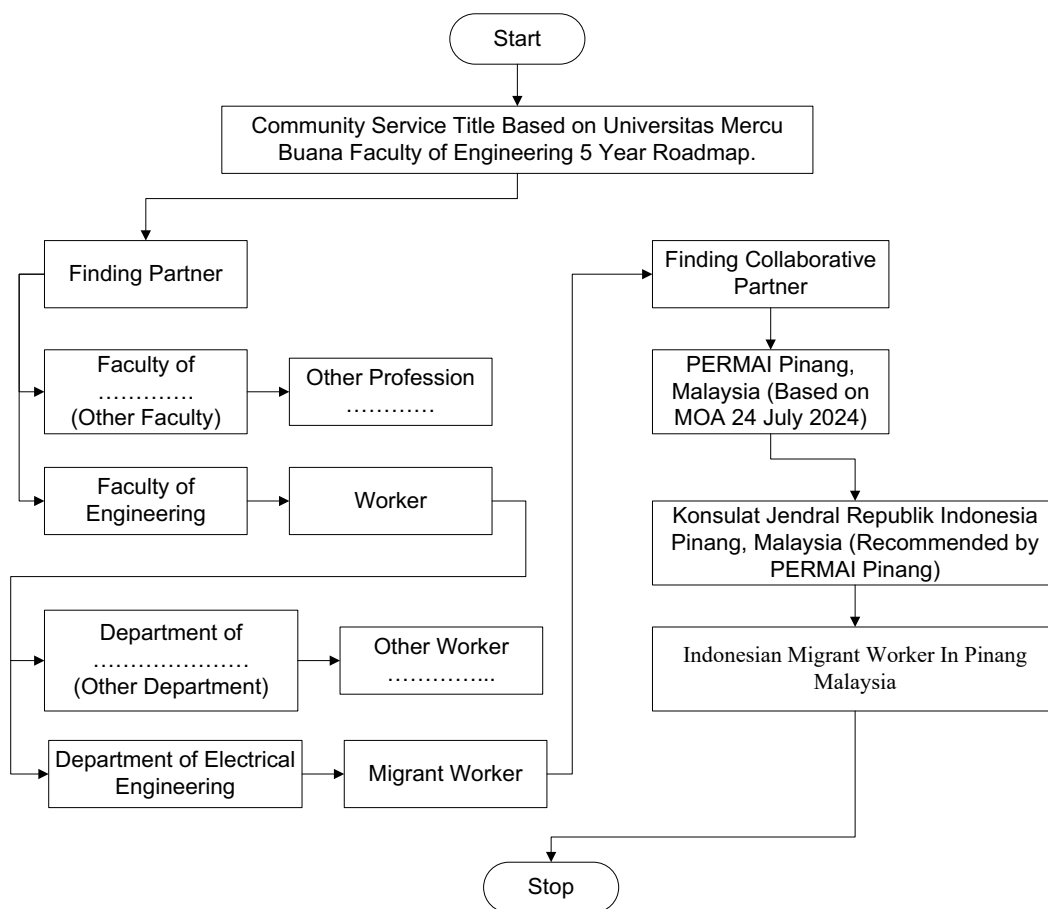 Start
Community Service Title Based on Universitas Mercu
Buana Faculty of Engineering 5 Year Roadmap.
Finding Partner
Faculty of
………….
(Other Faculty)
Other Profession
…………
Faculty of
Engineering
Worker
Department of
…………………
(Other Department)
Other Worker
…………...
Department of Electrical
Engineering
Migrant Worker
Finding Collaborative
Partner
PERMAI Pinang,
Malaysia (Based on
MOA 24 July 2024)
Konsulat Jendral Republik Indonesia
Pinang, Malaysia (Recommended by
PERMAI Pinang)
Indonesian Migrant Worker In Pinang
Malaysia
Stop